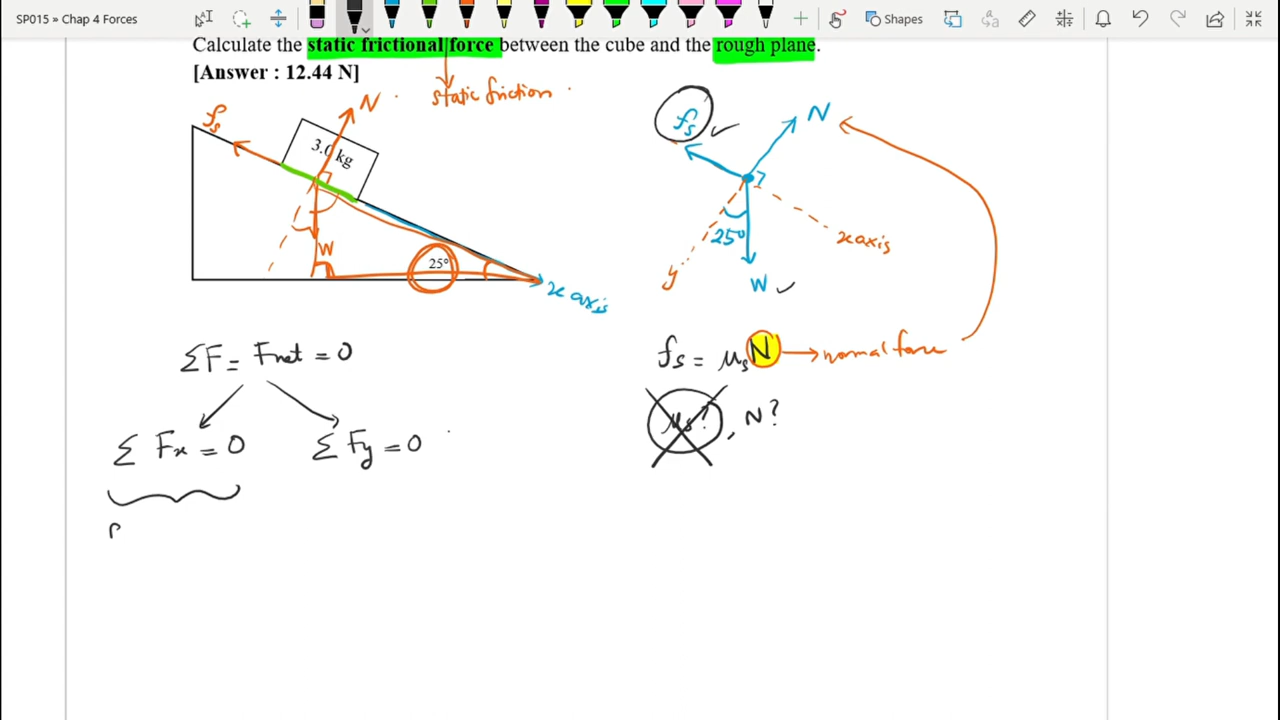 SP015 » Chap 4 Forces
Shapes
Calculate the static frictional force between the cube and the rough plane.
[Answer : 12.44 N]
static friction
fs
N
3.0 kg
W
25°
x axis
fs
N
25°
x axis
y
W
ΣF = Fnet = 0
fs = μsN → normal force
μs? , N?
Σ Fx = 0
Σ Fy = 0